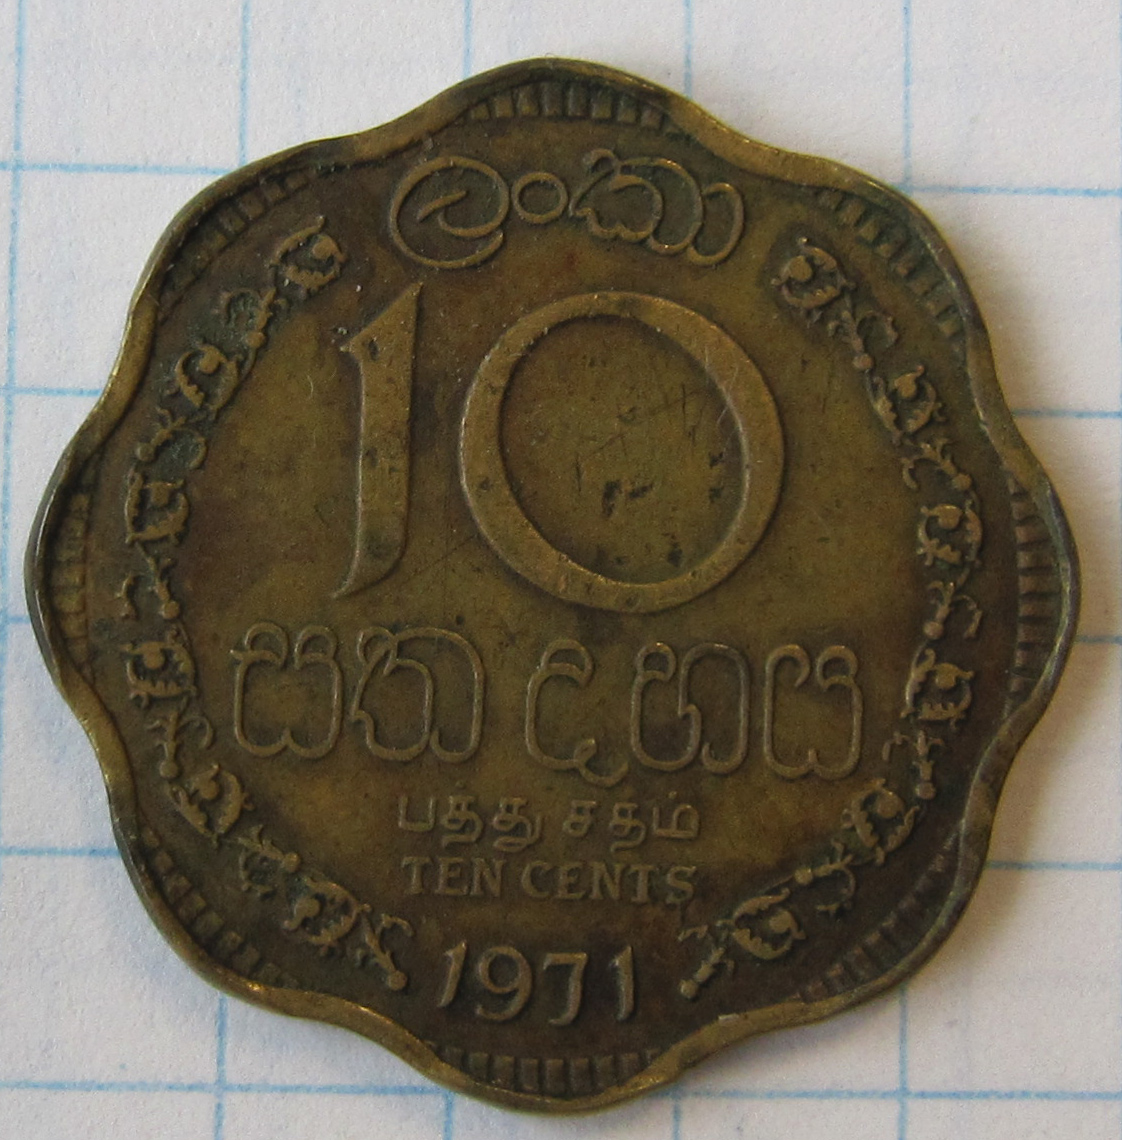 ලංකා
10
සත දහය
பத்து சதம்
TEN CENTS
1971